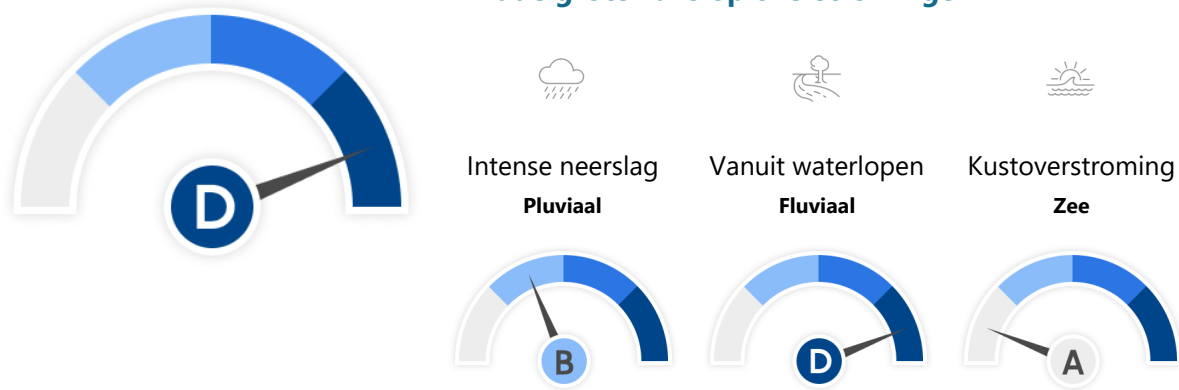 D
Intense neerslag
Pluviaal
B
Vanuit waterlopen
Fluviaal
D
Kustoverstroming
Zee
A